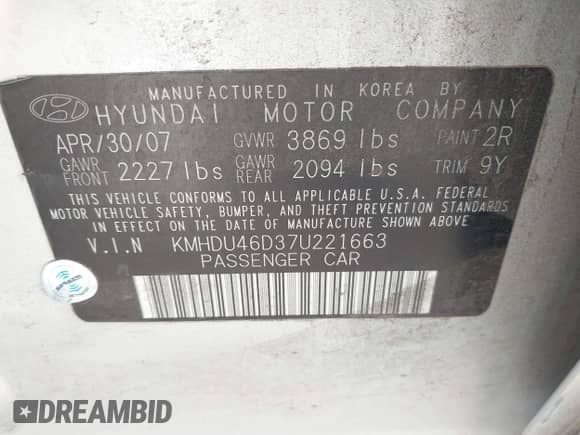 MANUFACTURED IN KOREA BY
HYUNDAI MOTOR COMPANY
APR/30/07 GVWR 3869 lbs PAINT 2R
GAWR FRONT 2227 lbs GAWR REAR 2094 lbs TRIM 9Y
THIS VEHICLE CONFORMS TO ALL APPLICABLE U.S.A. FEDERAL
MOTOR VEHICLE SAFETY, BUMPER, AND THEFT PREVENTION STANDARDS
IN EFFECT ON THE DATE OF MANUFACTURE SHOWN ABOVE
V.I.N KMHDU46D37U221663
PASSENGER CAR
DREAMBID